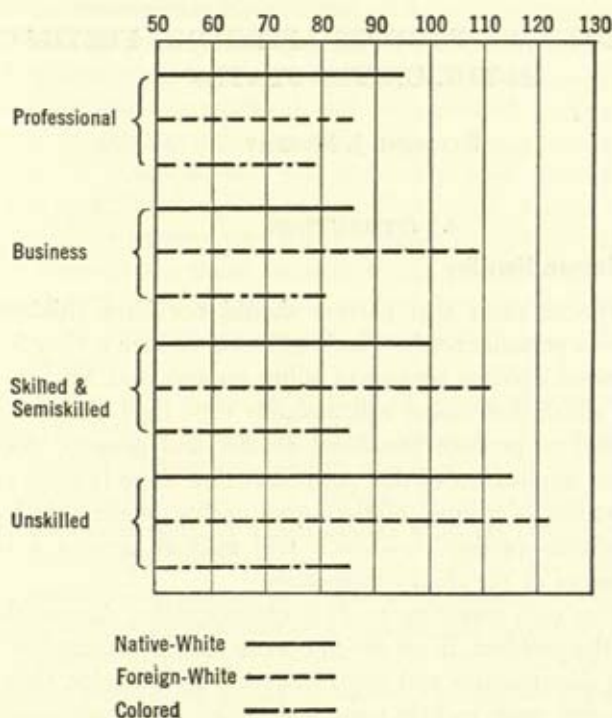 50 60 70 80 90 100 110 120 130
Professional
Business
Skilled &
Semiskilled
Unskilled
Native-White
Foreign-White
Colored